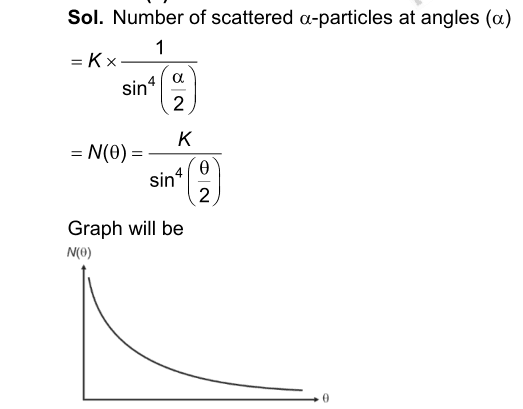 Sol. Number of scattered α-particles at angles (α)
= K × 1 / sin⁴(α/2)
= N(θ) = K / sin⁴(θ/2)
Graph will be
N(θ)
θ